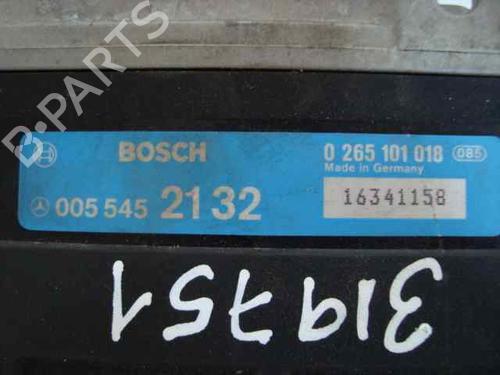 BOSCH
0 265 101 018 085
Made in Germany
005 545 21 32
16341158
319751
B-PARTS